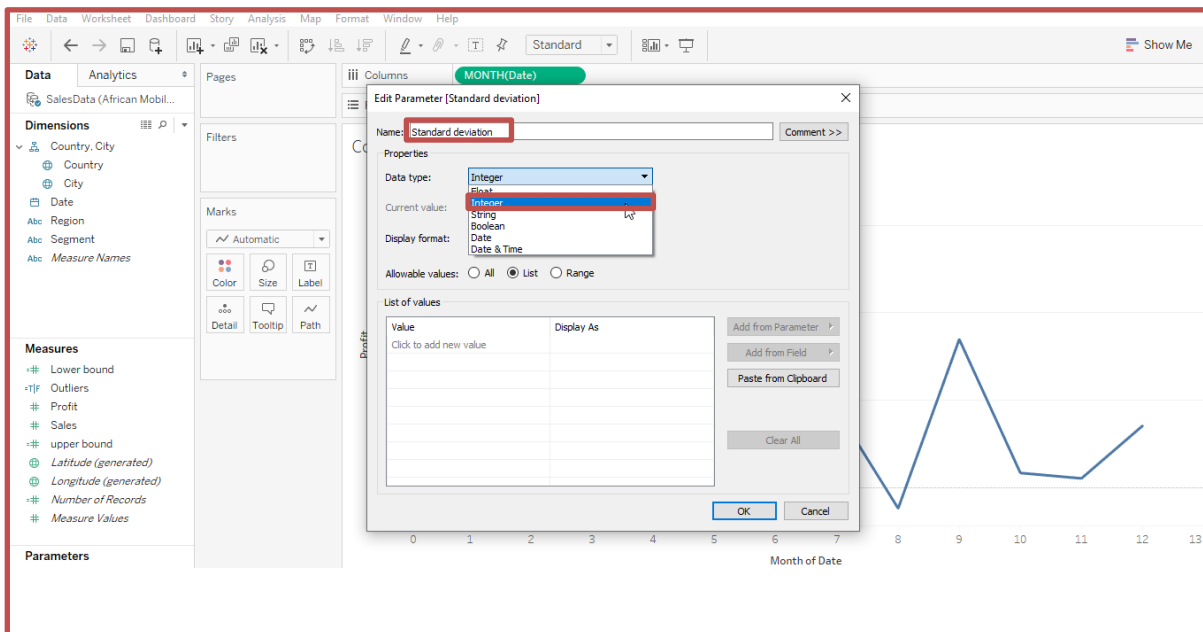 File Data Worksheet Dashboard Story Analysis Map Format Window Help
Standard
Show Me
Data Analytics
SalesData (African Mobil...
Dimensions
Country, City
Country
City
Date
Abc Region
Abc Segment
Abc Measure Names
Measures
Lower bound
=T|F Outliers
# Profit
# Sales
=# upper bound
Latitude (generated)
Longitude (generated)
=# Number of Records
# Measure Values
Parameters
Pages
Filters
Marks
Automatic
Color Size Label
Detail Tooltip Path
Columns MONTH(Date)
Edit Parameter [Standard deviation]
Name: Standard deviation Comment >>
Properties
Data type: Integer
Float
Integer
String
Boolean
Date
Date & Time
Current value:
Display format:
Allowable values: All List Range
List of values
Value Display As
Click to add new value
Add from Parameter
Add from Field
Paste from Clipboard
Clear All
OK Cancel
Profit
0 1 2 3 4 5 6 7 8 9 10 11 12 13
Month of Date